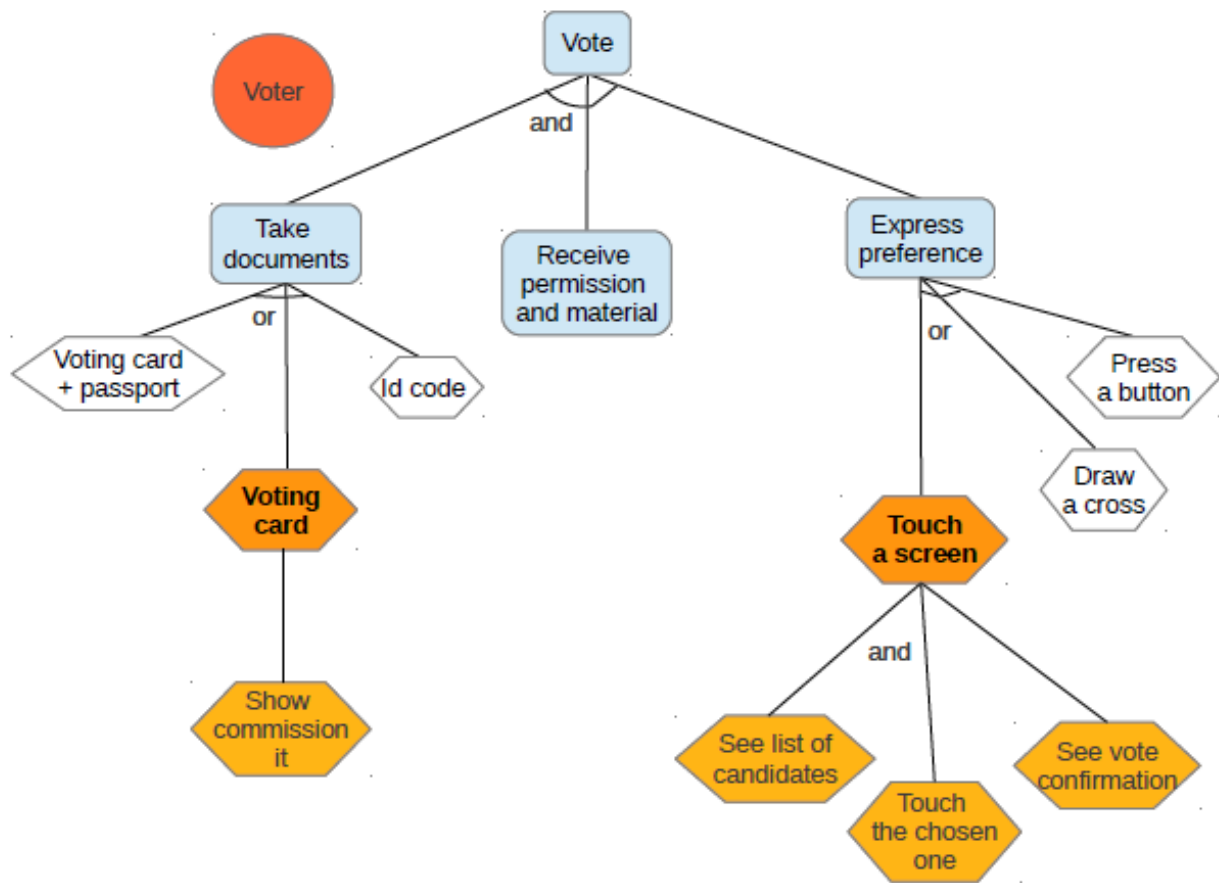 Vote
Voter
and
Take
documents
Receive
permission
and material
Express
preference
or
Voting card
+ passport
Id code
or
Press
a button
Voting
card
Draw
a cross
Touch
a screen
and
Show
commission
it
See list of
candidates
Touch
the chosen
one
See vote
confirmation